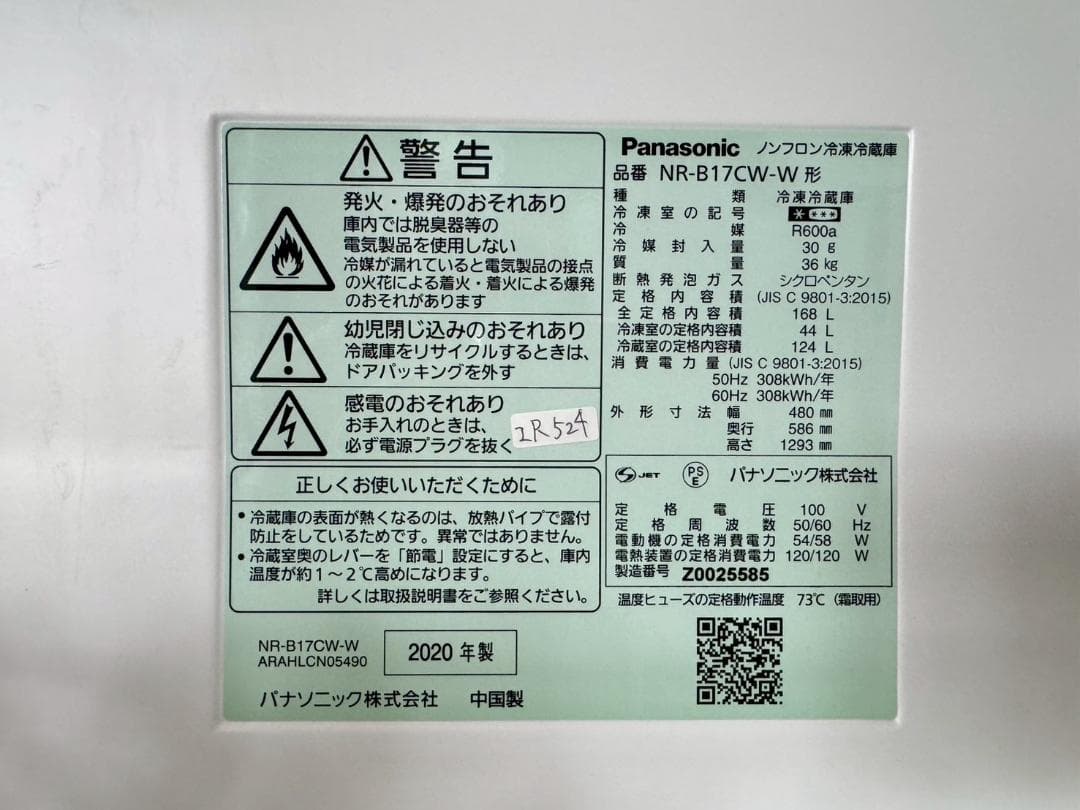 警告
発火・爆発のおそれあり
庫内では脱臭器等の
電気製品を使用しない
冷媒が漏れていると電気製品の接点
の火花による着火・着火による爆発
のおそれがあります
幼児閉じ込みのおそれあり
冷蔵庫をリサイクルするときは、
ドアパッキングを外す
感電のおそれあり
お手入れのときは、
必ず電源プラグを抜く
2R524
正しくお使いいただくために
•冷蔵庫の表面が熱くなるのは、放熱パイプで露付
防止をしているためです。異常ではありません。
•冷蔵室奥のレバーを「節電」設定にすると、庫内
温度が約1~2℃高めになります。
詳しくは取扱説明書をご参照ください。
NR-B17CW-W
ARAHLCN05490
2020 年製
パナソニック株式会社 中国製
Panasonic ノンフロン冷凍冷蔵庫
品番 NR-B17CW-W 形
種類 冷凍冷蔵庫
冷凍室の記号 * ***
冷媒 R600a
冷媒封入量 30 g
質量 36 kg
断熱発泡ガス シクロペンタン
定格内容積 (JIS C 9801-3:2015)
全定格内容積 168 L
冷凍室の定格内容積 44 L
冷蔵室の定格内容積 124 L
消費電力量 (JIS C 9801-3:2015)
50Hz 308kWh/年
60Hz 308kWh/年
外形寸法 幅 480 mm
奥行 586 mm
高さ 1293 mm
JET PS E パナソニック株式会社
定格電圧 100 V
定格周波数 50/60 Hz
電動機の定格消費電力 54/58 W
電熱装置の定格消費電力 120/120 W
製造番号 Z0025585
温度ヒューズの定格動作温度 73℃ (霜取用)